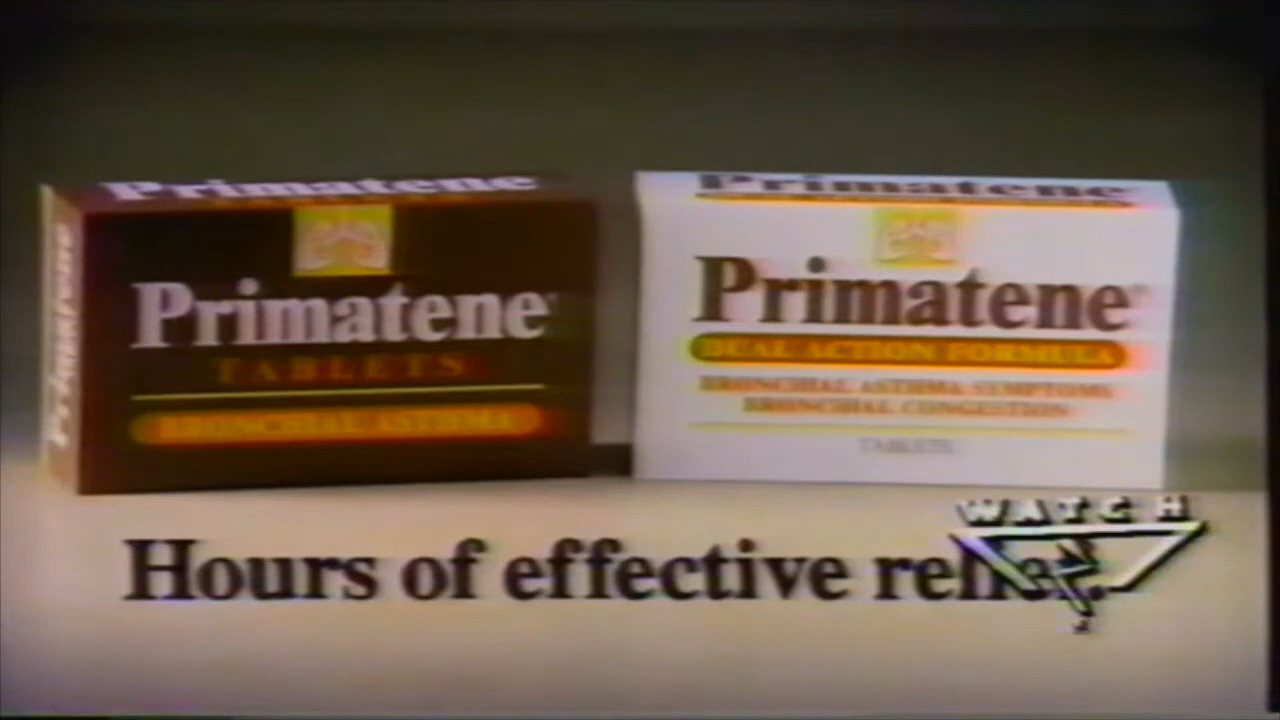 Primatene
Primatene
Primatene
TABLETS
BRONCHIAL ASTHMA
Primatene
Primatene
DUAL ACTION FORMULA
BRONCHIAL ASTHMA SYMPTOMS
BRONCHIAL CONGESTION
TABLETS
WATCH
Hours of effective relief.